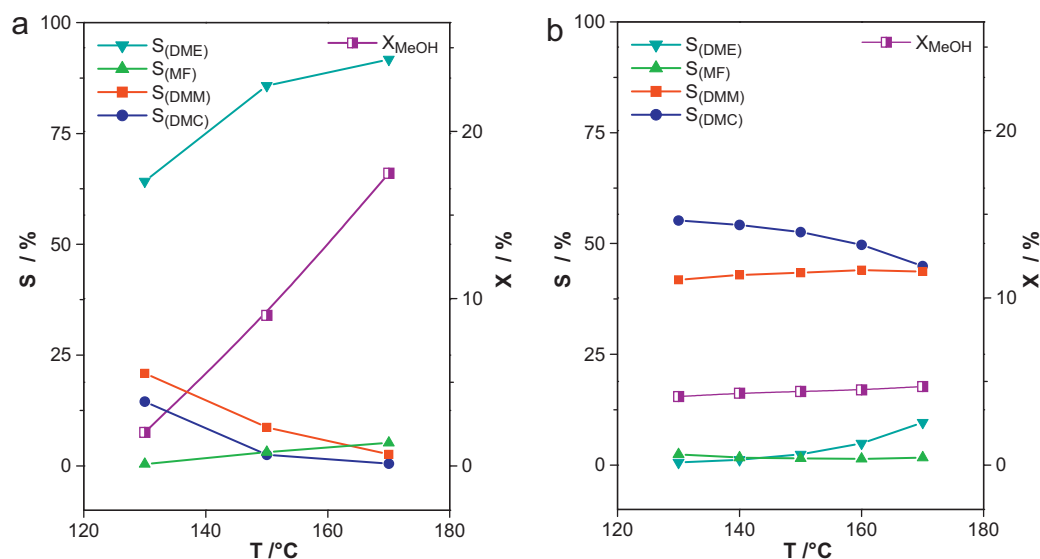 a
100
75
50
25
0
S / %
S(DME)
S(MF)
S(DMM)
S(DMC)
XMeOH
20
10
0
X / %
120
140
160
180
T /°C
b
100
75
50
25
0
S / %
S(DME)
S(MF)
S(DMM)
S(DMC)
XMeOH
20
10
0
X / %
120
140
160
180
T /°C